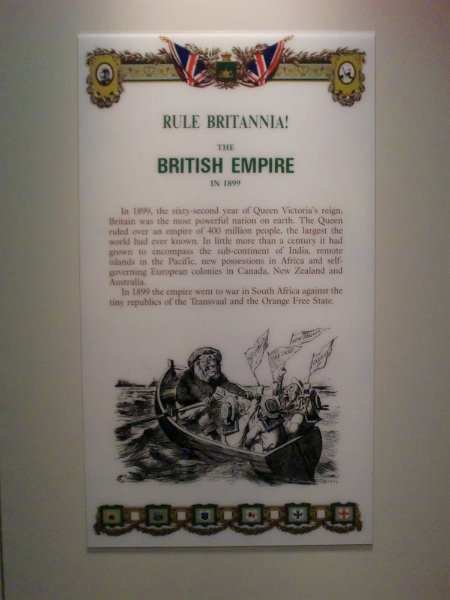 RULE BRITANNIA!
THE
BRITISH EMPIRE
IN 1899
In 1899, the sixty-second year of Queen Victoria's reign,
Britain was the most powerful nation on earth. The Queen
ruled over an empire of 400 million people, the largest the
world had ever known. In little more than a century it had
grown to encompass the sub-continent of India, remote
islands in the Pacific, new possessions in Africa and self-
governing European colonies in Canada, New Zealand and
Australia.
In 1899 the empire went to war in South Africa against the
tiny republics of the Transvaal and the Orange Free State.